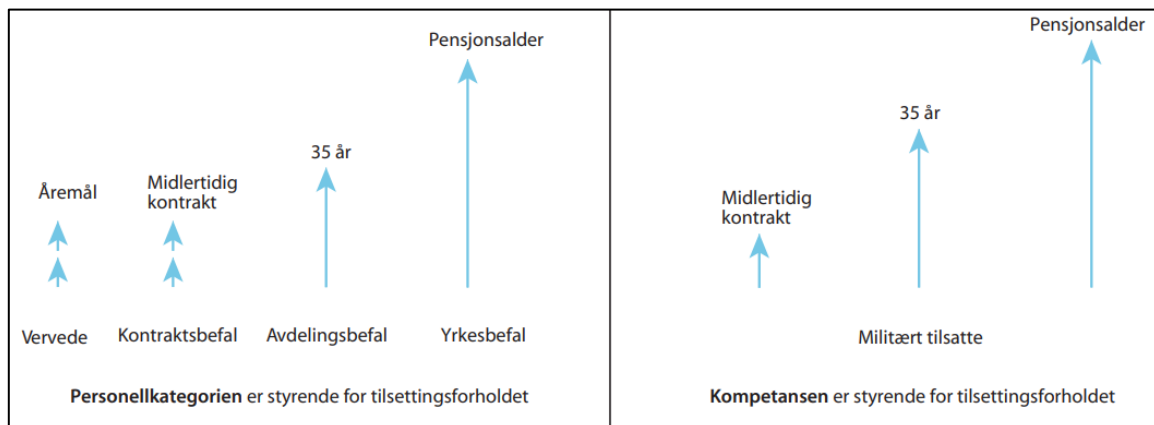 Pensjonsalder
35 år
Åremål
Midlertidig
kontrakt
Vervede
Kontraktsbefal
Avdelingsbefal
Yrkesbefal
Personellkategorien er styrende for tilsettingsforholdet
Pensjonsalder
35 år
Midlertidig
kontrakt
Militært tilsatte
Kompetansen er styrende for tilsettingsforholdet